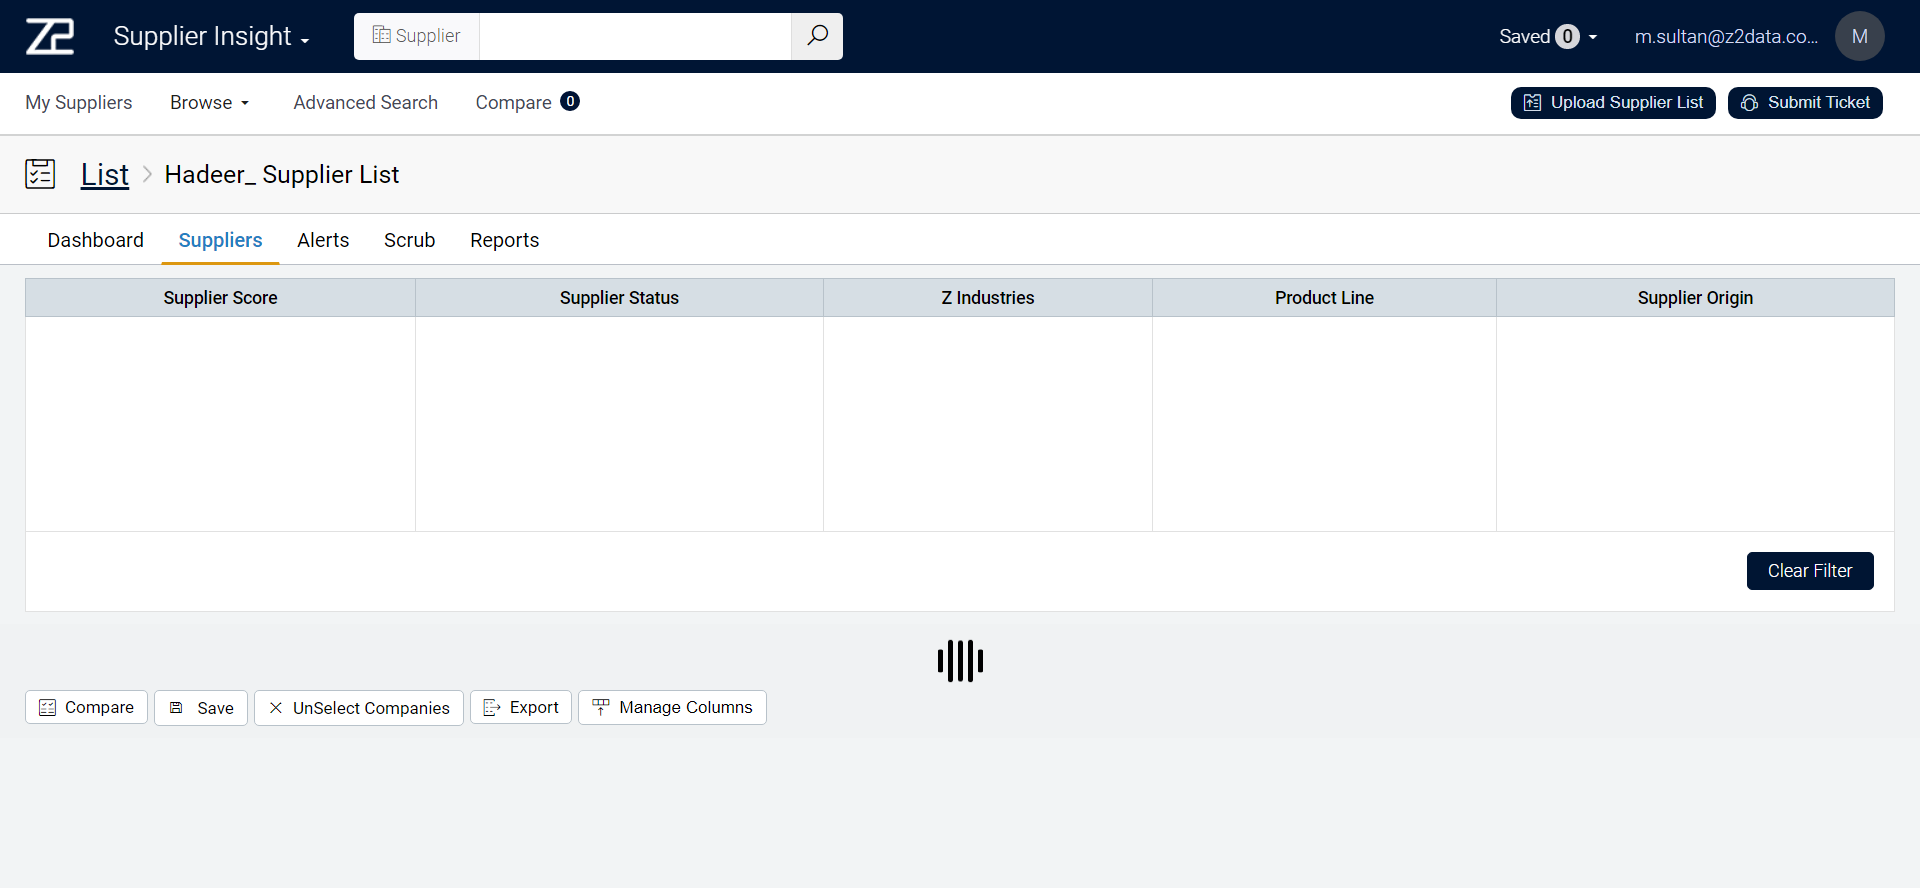 Z2 Supplier Insight Supplier Saved 0 m.sultan@z2data.co... M
My Suppliers Browse Advanced Search Compare 0 Upload Supplier List Submit Ticket
List > Hadeer_ Supplier List
Dashboard Suppliers Alerts Scrub Reports
Supplier Score Supplier Status Z Industries Product Line Supplier Origin
Clear Filter
Compare Save UnSelect Companies Export Manage Columns